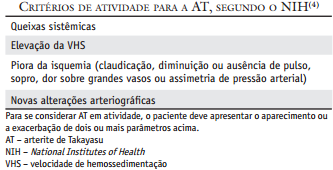 CRITÉRIOS DE ATIVIDADE PARA A AT, SEGUNDO O NIH(4)
Queixas sistêmicas
Elevação da VHS
Piora da isquemia (claudicação, diminuição ou ausência de pulso,
sopro, dor sobre grandes vasos ou assimetria de pressão arterial)
Novas alterações arteriográficas
Para se considerar AT em atividade, o paciente deve apresentar o aparecimento ou
a exacerbação de dois ou mais parâmetros acima.
AT – arterite de Takayasu
NIH – National Institutes of Health
VHS – velocidade de hemossedimentação